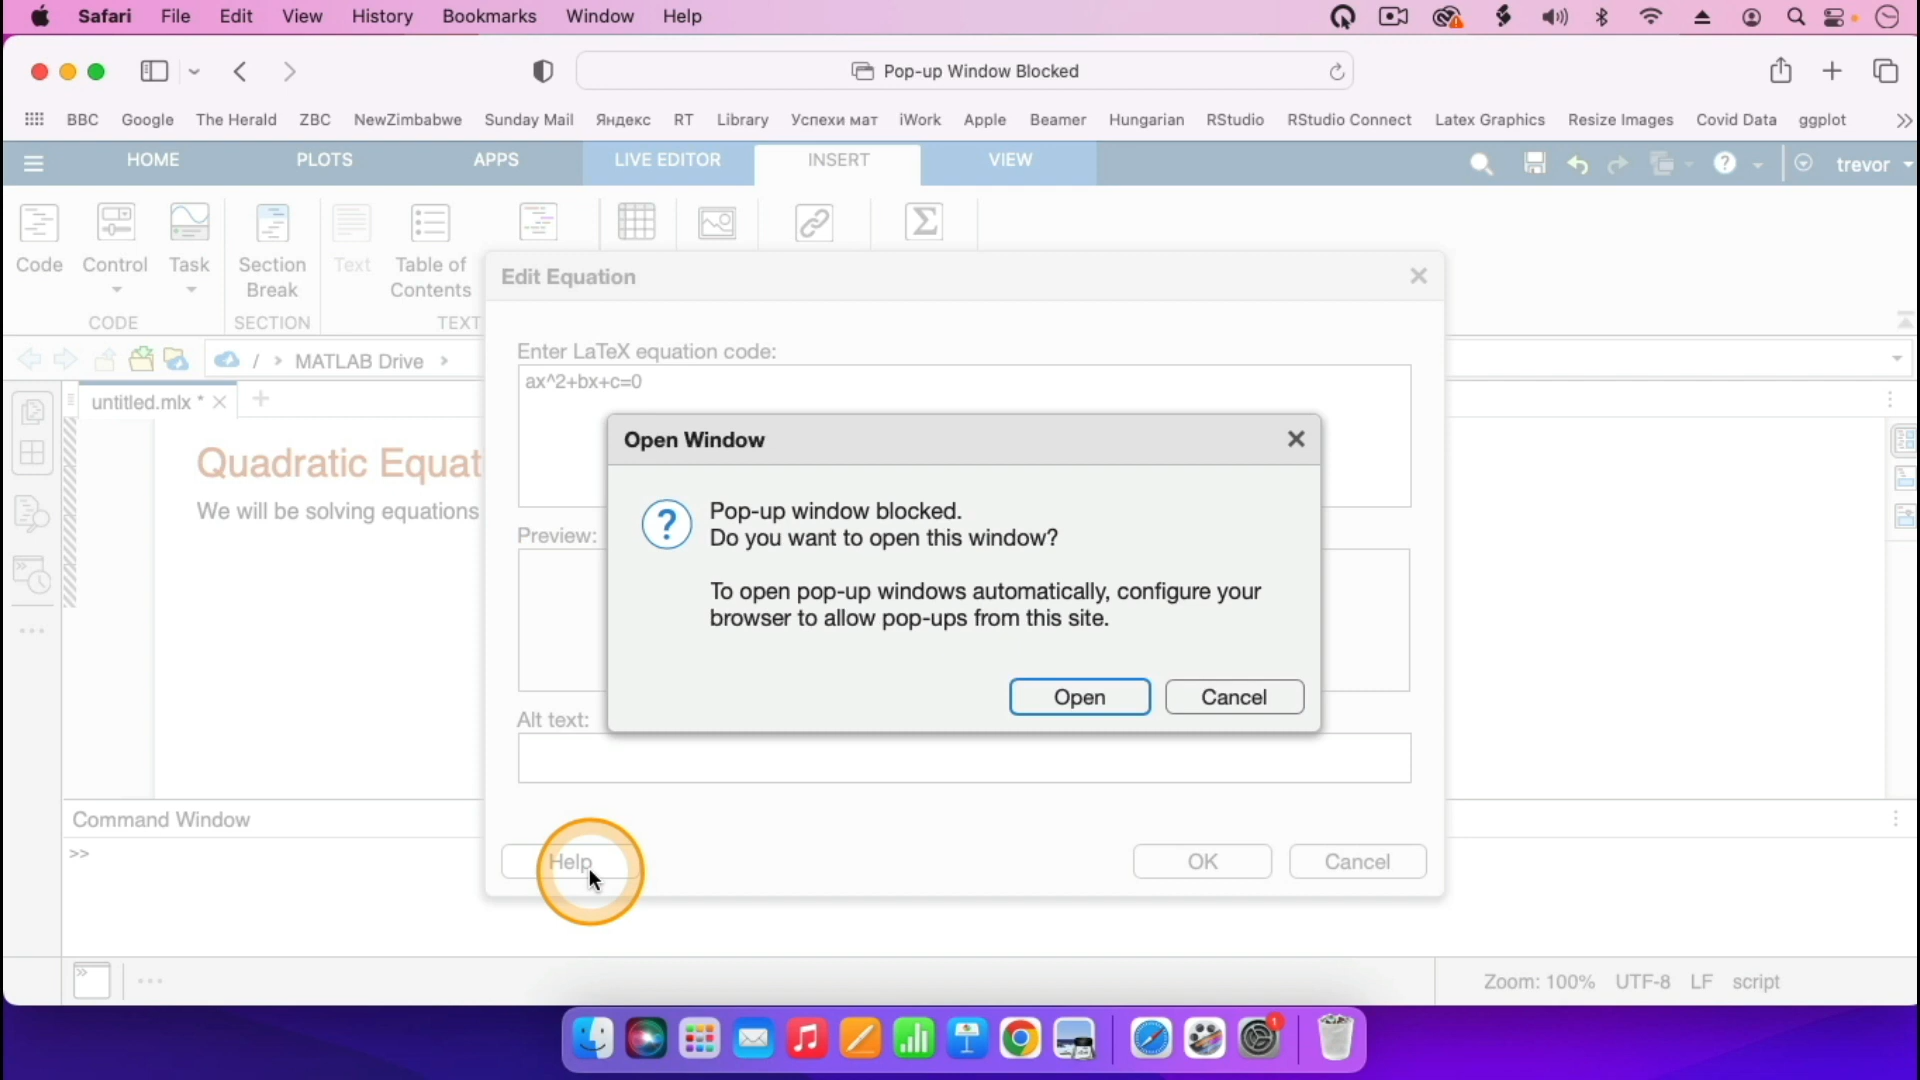 Safari File Edit View History Bookmarks Window Help
Pop-up Window Blocked
BBC Google The Herald ZBC NewZimbabwe Sunday Mail Яндекс RT Library Успехи мат iWork Apple Beamer Hungarian RStudio RStudio Connect Latex Graphics Resize Images Covid Data ggplot
HOME PLOTS APPS LIVE EDITOR INSERT VIEW trevor
Code Control Task Section Break Text Table of Contents
CODE SECTION TEXT
Edit Equation
/ MATLAB Drive
Enter LaTeX equation code:
ax^2+bx+c=0
untitled.mlx *
Quadratic Equat
We will be solving equations
Open Window
Pop-up window blocked.
Do you want to open this window?
To open pop-up windows automatically, configure your
browser to allow pop-ups from this site.
Open Cancel
Preview:
Alt text:
Help OK Cancel
Command Window
>>
Zoom: 100% UTF-8 LF script
1